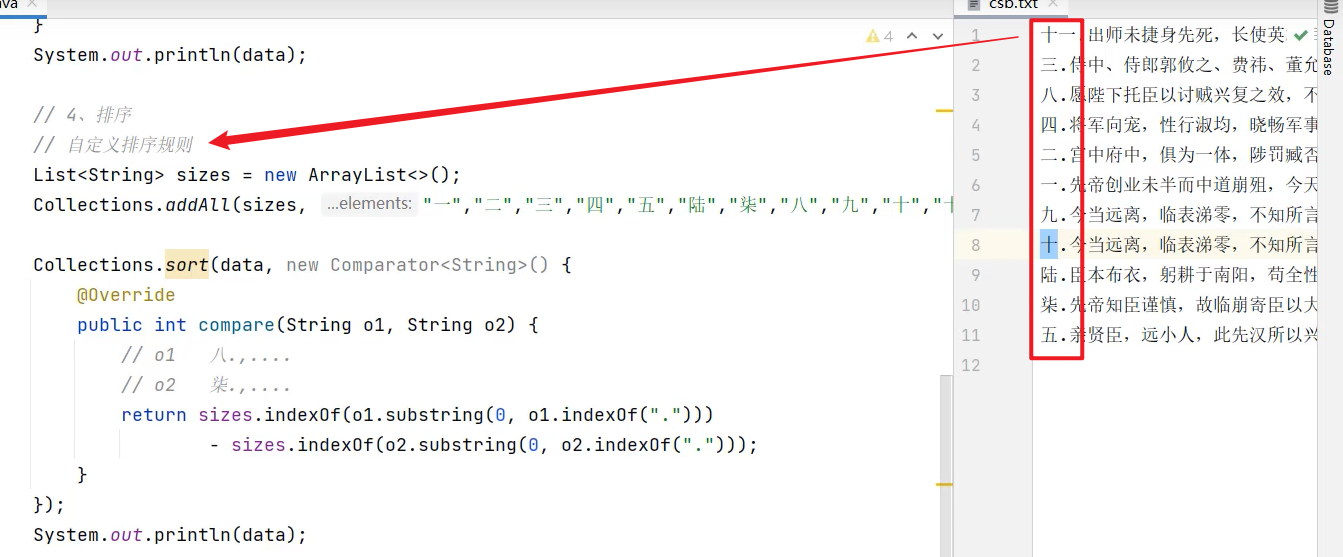 ava
}
System.out.println(data);
4
// 4、排序
// 自定义排序规则
List<String> sizes = new ArrayList<>();
Collections.addAll(sizes, ...elements: "一","二","三","四","五","陆","柒","八","九","十","
Collections.sort(data, new Comparator<String>() {
@Override
public int compare(String o1, String o2) {
// o1 八.,....
// o2 柒.,....
return sizes.indexOf(o1.substring(0, o1.indexOf(".")))
- sizes.indexOf(o2.substring(0, o2.indexOf(".")));
}
});
System.out.println(data);
csb.txt
1 十一.出师未捷身先死，长使英
2 三.侍中、侍郎郭攸之、费祎、董允
3 八.愿陛下托臣以讨贼兴复之效，不
4 四.将军向宠，性行淑均，晓畅军事
5 二.宫中府中，俱为一体，陟罚臧否
6 一.先帝创业未半而中道崩殂，今天
7 九.今当远离，临表涕零，不知所言
8 十.今当远离，临表涕零，不知所言
9 陆.臣本布衣，躬耕于南阳，苟全性
10 柒.先帝知臣谨慎，故临崩寄臣以大
11 五.亲贤臣，远小人，此先汉所以兴
12
Database